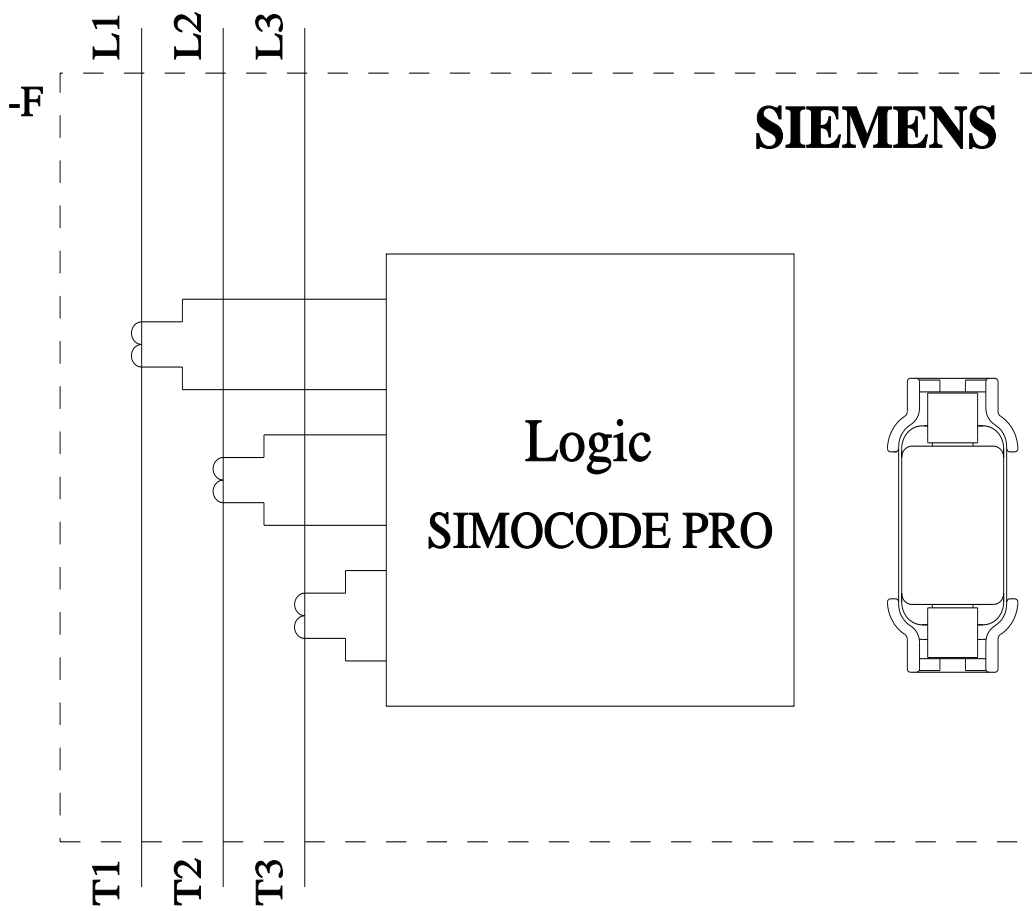 L1 L2 L3
-F
SIEMENS
Logic
SIMOCODE PRO
T1 T2 T3